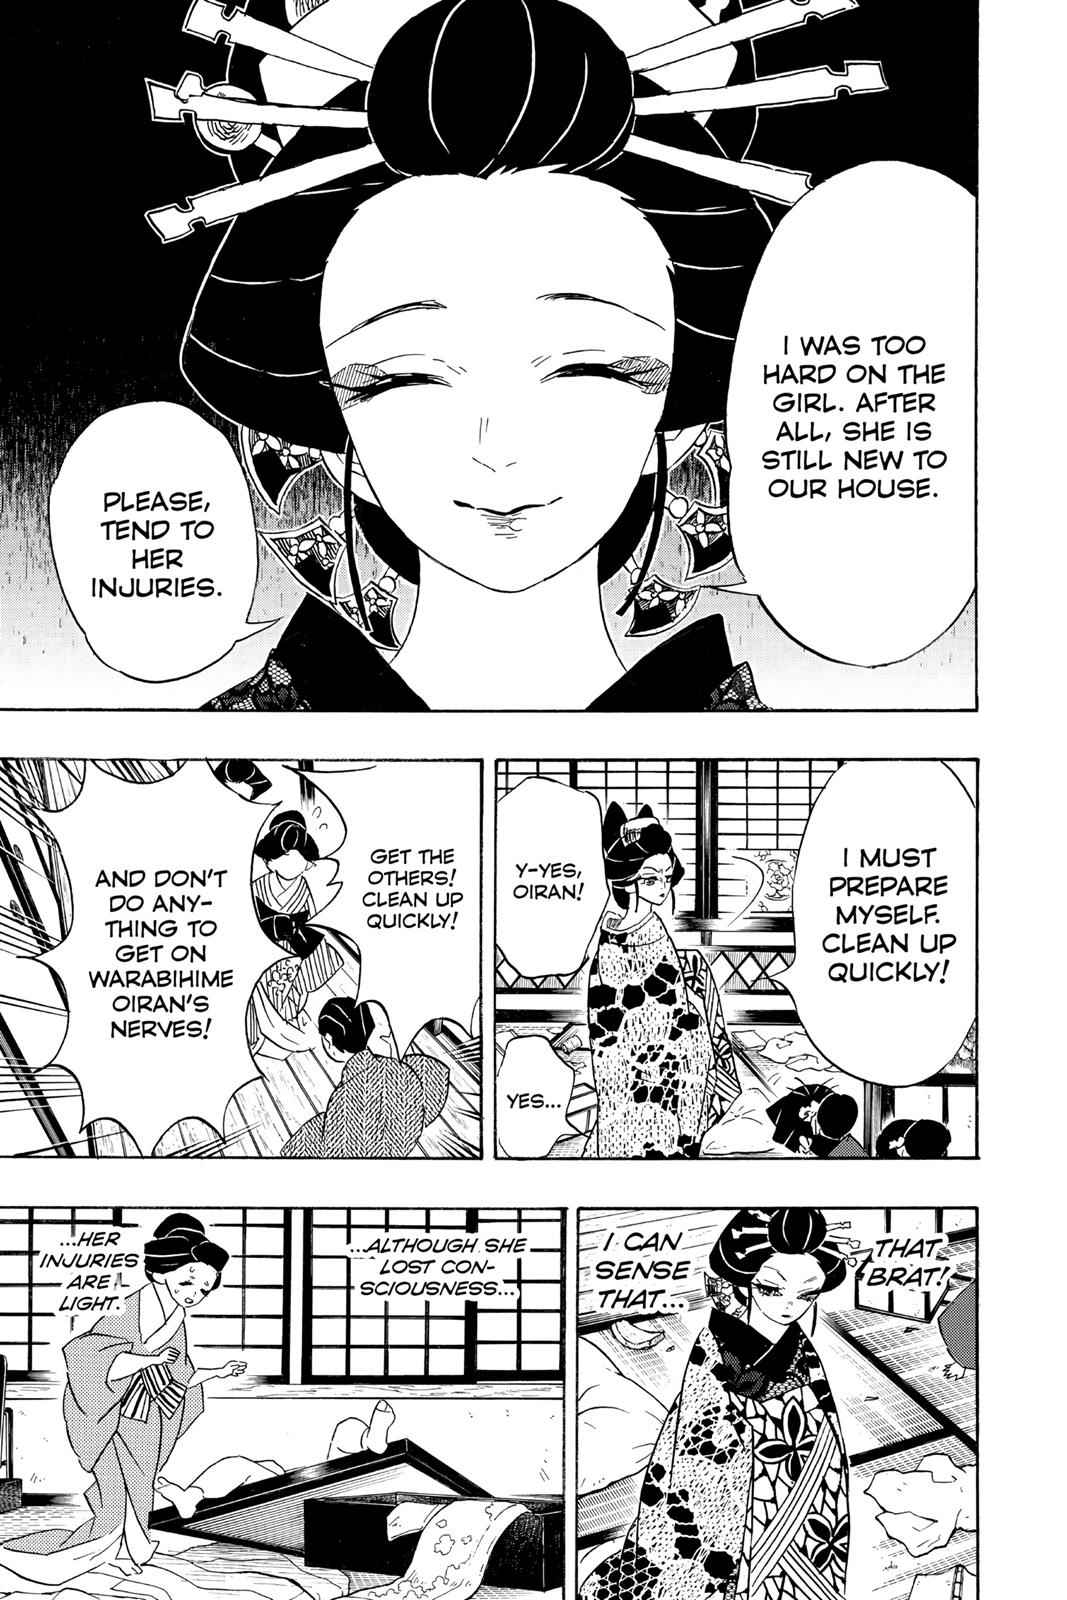 I WAS TOO
HARD ON THE
GIRL. AFTER
ALL, SHE IS
STILL NEW TO
OUR HOUSE.
PLEASE,
TEND TO
HER
INJURIES.
I MUST
PREPARE
MYSELF.
CLEAN UP
QUICKLY!
Y-YES,
OIRAN!
YES...
GET THE
OTHERS!
CLEAN UP
QUICKLY!
AND DON'T
DO ANY-
THING TO
GET ON
WARABIHIME
OIRAN'S
NERVES!
THAT
BRAT!
I CAN
SENSE
THAT...
...ALTHOUGH SHE
LOST CON-
SCIOUSNESS...
...HER
INJURIES
ARE
LIGHT.